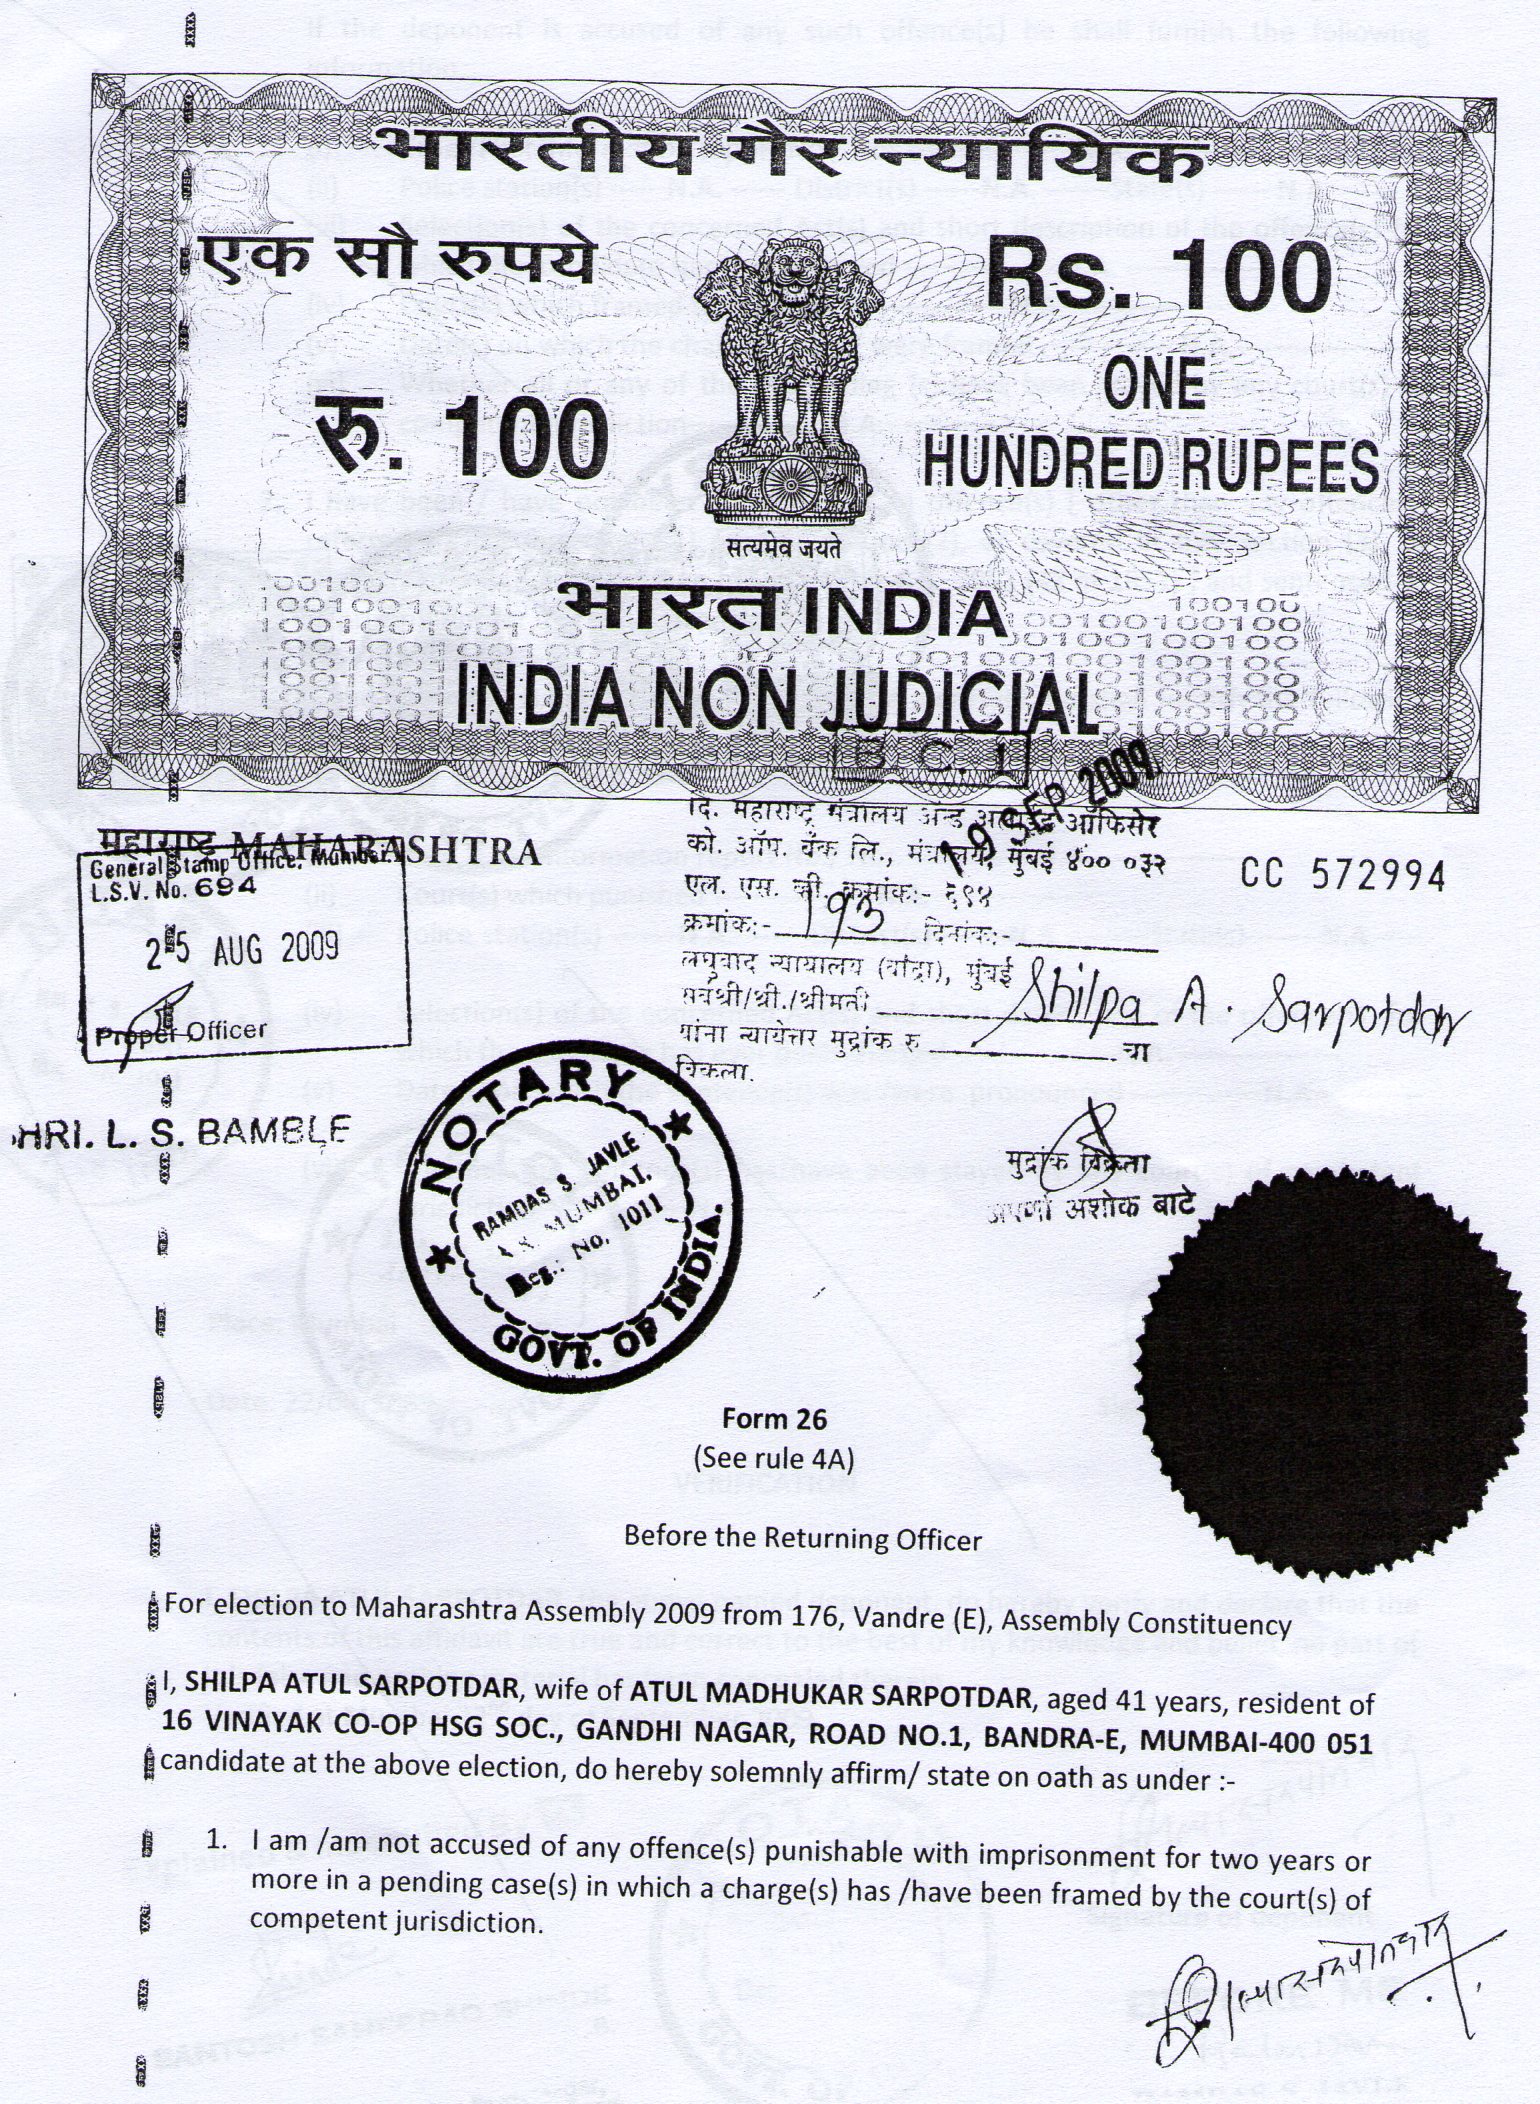 भारतीय गैर न्यायिक
एक सौ रुपये
Rs. 100
रु. 100
ONE
HUNDRED RUPEES
सत्यमेव जयते
भारत INDIA
INDIA NON JUDICIAL
B. C. 1
19 SEP 2009
महाराष्ट्र MAHARASHTRA
General Stamp Office, Mumbai
L.S.V. No. 694
25 AUG 2009
Proper Officer
HRI. L. S. BAMBLE
दि. महाराष्ट्र मंत्रालय अॅन्ड अलाइड ऑफिसेर
को. ऑप. बँक लि., मंत्रालय, मुंबई ४०० ०३२
एल. एस. व्ही. क्रमांकः- ६९४
क्रमांकः- 193 दिनांकः-
लघुवाद न्यायालय (वांद्रा), मुंबई
सर्वश्री/श्री./श्रीमती Shilpa A. Sarpotdar
यांना न्यायेत्तर मुद्रांक रु चा
विकला.
CC 572994
मुद्रांक विक्रेता
अपर्णा अशोक बाटे
NOTARY
RAMDAS S. JAVLE
MUMBAI.
Reg.: No. 1011
GOVT. OF INDIA.
Form 26
(See rule 4A)
Before the Returning Officer
For election to Maharashtra Assembly 2009 from 176, Vandre (E), Assembly Constituency
I, SHILPA ATUL SARPOTDAR, wife of ATUL MADHUKAR SARPOTDAR, aged 41 years, resident of
16 VINAYAK CO-OP HSG SOC., GANDHI NAGAR, ROAD NO.1, BANDRA-E, MUMBAI-400 051
candidate at the above election, do hereby solemnly affirm/ state on oath as under :-
1. I am /am not accused of any offence(s) punishable with imprisonment for two years or
more in a pending case(s) in which a charge(s) has /have been framed by the court(s) of
competent jurisdiction.